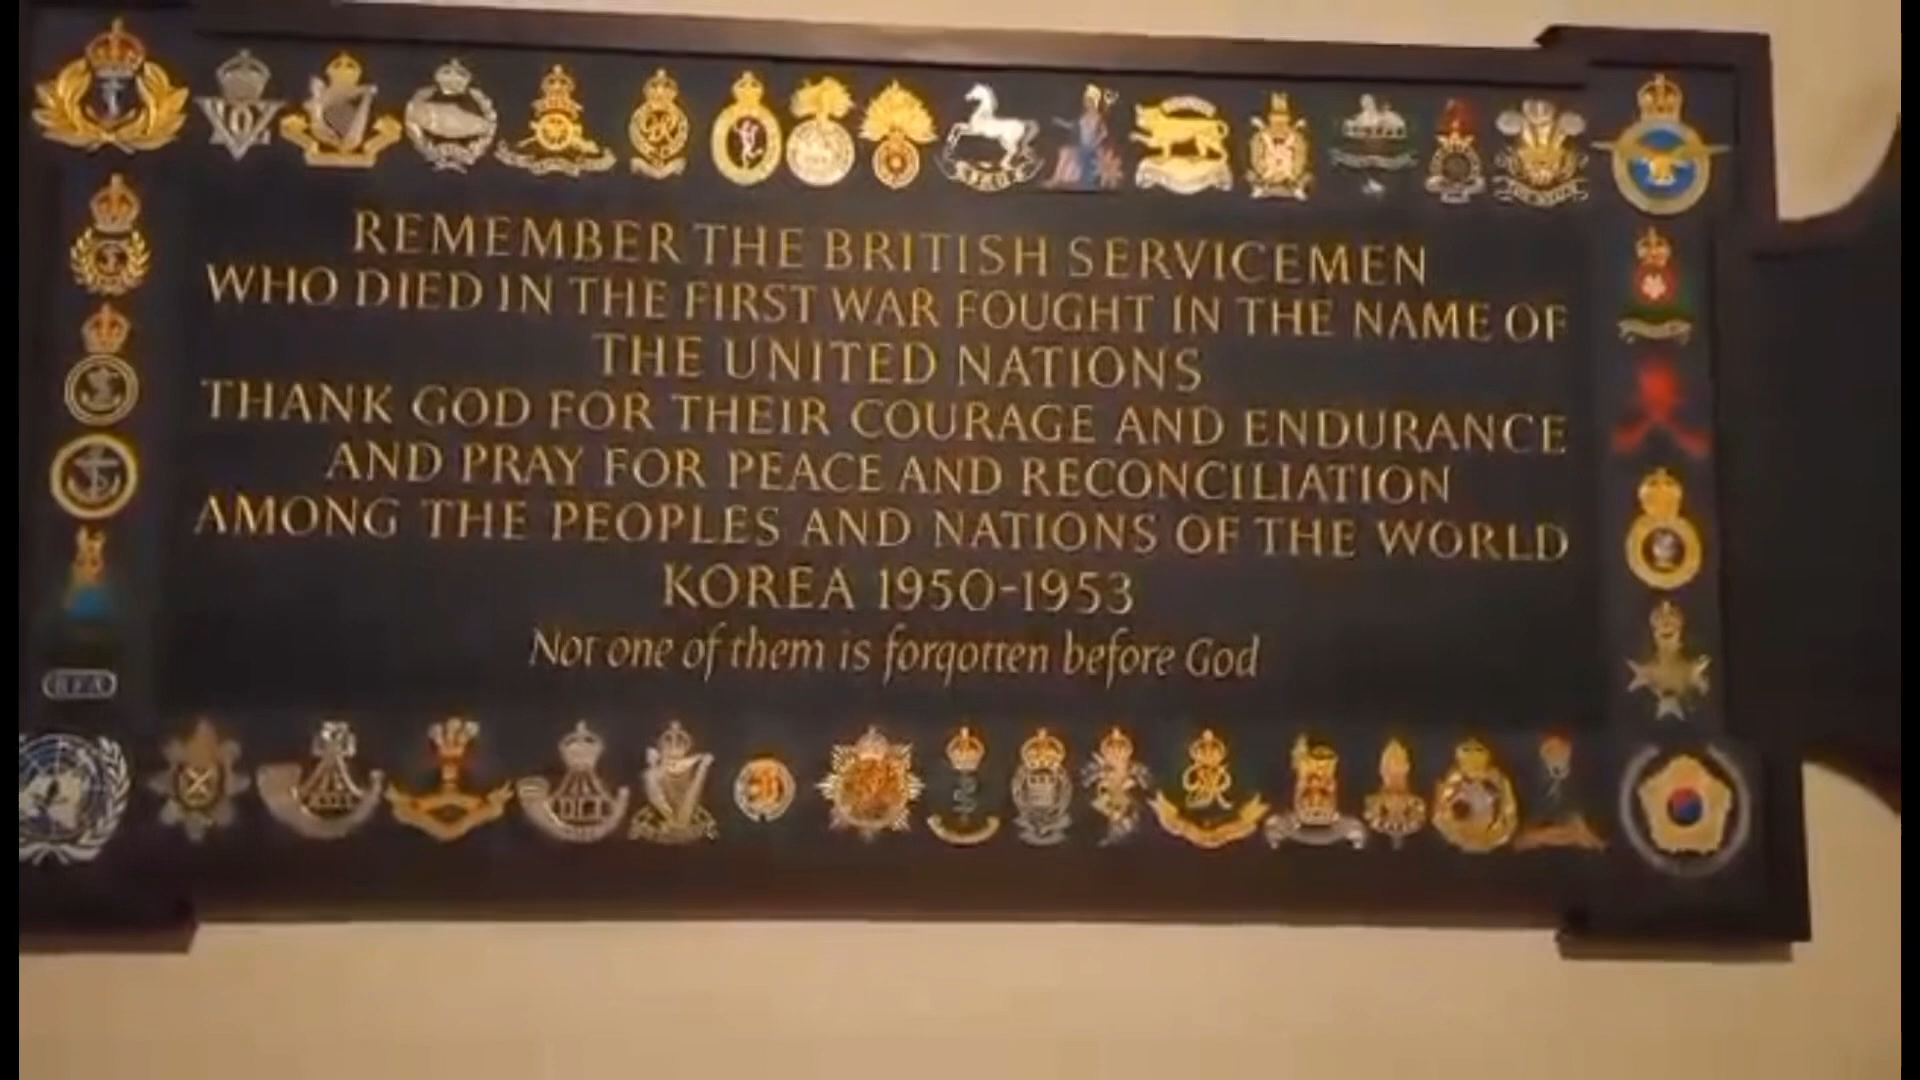 REMEMBER THE BRITISH SERVICEMEN
WHO DIED IN THE FIRST WAR FOUGHT IN THE NAME OF
THE UNITED NATIONS
THANK GOD FOR THEIR COURAGE AND ENDURANCE
AND PRAY FOR PEACE AND RECONCILIATION
AMONG THE PEOPLES AND NATIONS OF THE WORLD
KOREA 1950-1953
Not one of them is forgotten before God
RFA